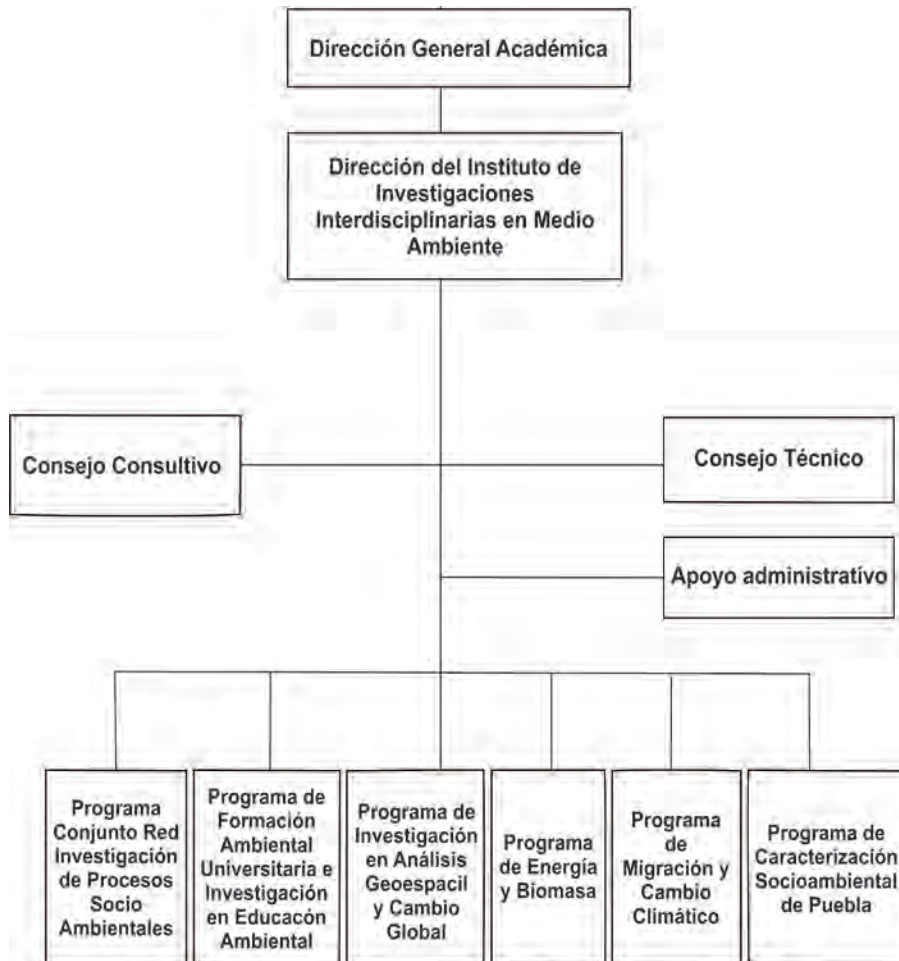 Dirección General Académica
Dirección del Instituto de
Investigaciones
Interdisciplinarias en Medio
Ambiente
Consejo Consultivo
Consejo Técnico
Apoyo administrativo
Programa
Conjunto Red
Investigación
de Procesos
Socio
Ambientales
Programa de
Formación
Ambiental
Universitaria e
Investigación
en Educacón
Ambiental
Programa de
Investigación
en Análisis
Geoespacil
y Cambio
Global
Programa
de Energía
y Biomasa
Programa
de
Migración y
Cambio
Climático
Programa de
Caracterización
Socioambiental
de Puebla